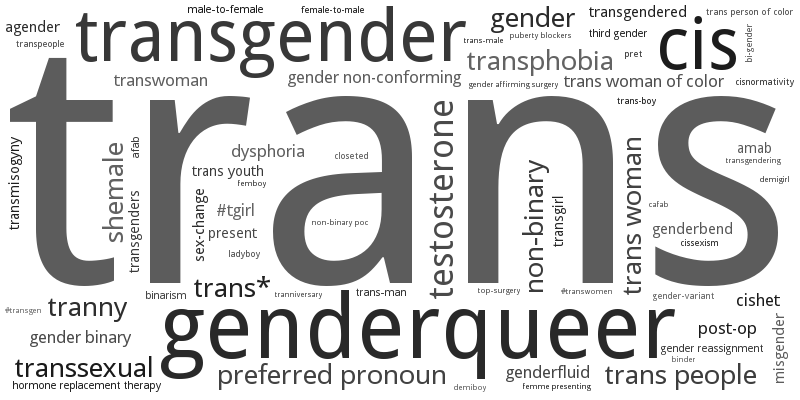 male-to-female
female-to-male
agender
transgender
gender
transgendered
trans person of color
transpeople
trans-male
puberty blockers
third gender
cis
bi-gender
transphobia
pret
transwoman
gender non-conforming
gender affirming surgery
trans woman of color
cisnormativity
trans
trans-boy
transmisogyny
shemale
afab
transgenders
dysphoria
closeted
trans youth
femboy
sex-change
#tgirl
present
ladyboy
non-binary poc
testosterone
non-binary
transgirl
trans woman
amab
transgendering
demigirl
cafab
genderbend
cissexism
#transgen
tranny
binarism
trans*
tranniversary
trans-man
top-surgery
#transwomen
gender-variant
cishet
gender binary
genderqueer
post-op
misgender
gender reassignment
binder
transsexual
hormone replacement therapy
preferred pronoun
demiboy
genderfluid
femme presenting
trans people